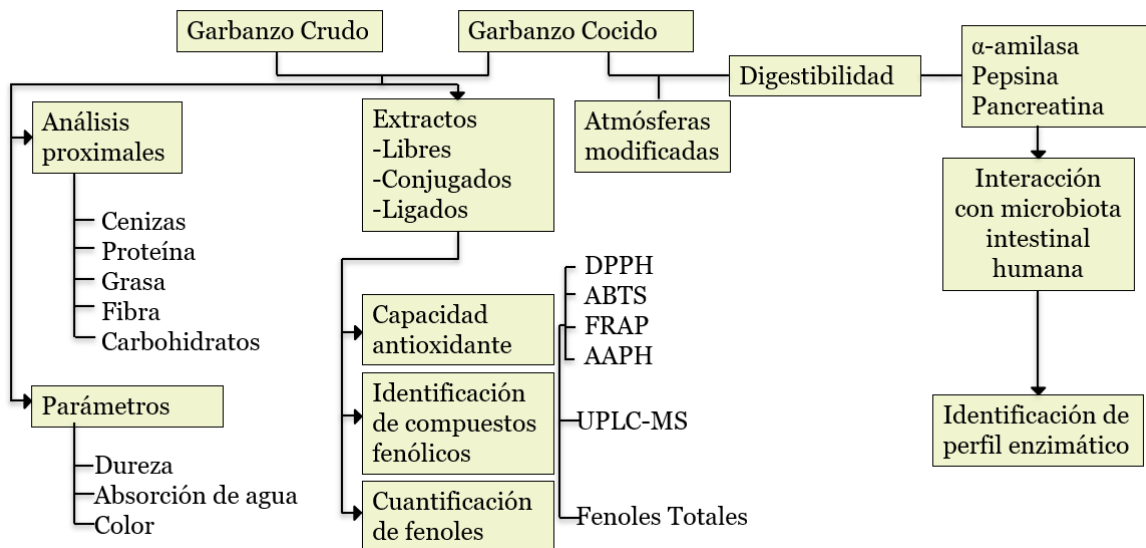 Garbanzo Crudo
Garbanzo Cocido
Digestibilidad
α-amilasa
Pepsina
Pancreatina
Análisis
proximales
Cenizas
Proteína
Grasa
Fibra
Carbohidratos
Parámetros
Dureza
Absorción de agua
Color
Extractos
-Libres
-Conjugados
-Ligados
Atmósferas
modificadas
Capacidad
antioxidante
DPPH
ABTS
FRAP
AAPH
Identificación
de compuestos
fenólicos
UPLC-MS
Cuantificación
de fenoles
Fenoles Totales
Interacción
con microbiota
intestinal
humana
Identificación de
perfil enzimático